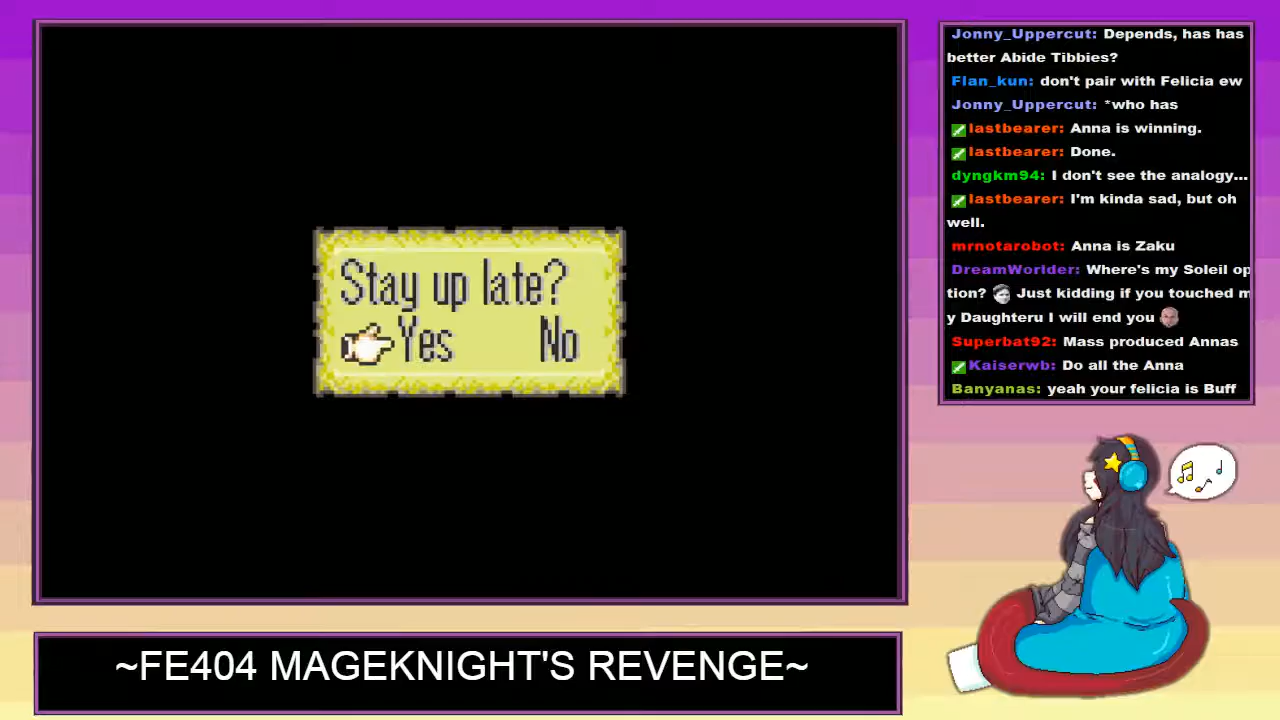 Stay up late?
Yes No
~FE404 MAGEKNIGHT'S REVENGE~
Jonny_Uppercut: Depends, has has
better Abide Tibbies?
Flan_kun: don't pair with Felicia ew
Jonny_Uppercut: *who has
lastbearer: Anna is winning.
lastbearer: Done.
dyngkm94: I don't see the analogy...
lastbearer: I'm kinda sad, but oh
well.
mrnotarobot: Anna is Zaku
DreamWorlder: Where's my Soleil op
tion? Just kidding if you touched m
y Daughteru I will end you
Superbat92: Mass produced Annas
Kaiserwb: Do all the Anna
Banyanas: yeah your felicia is Buff